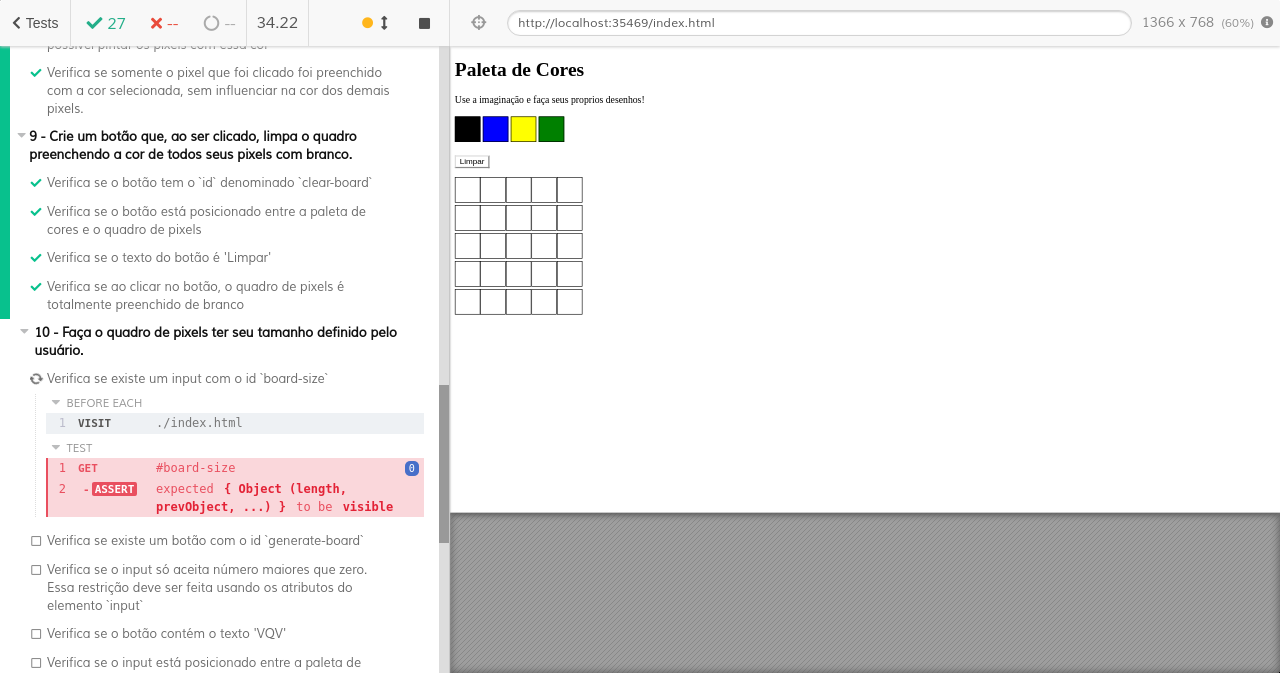 Tests
27
--
--
34.22
http://localhost:35469/index.html
1366 x 768 (60%)
possível pintar os pixels com essa cor
Verifica se somente o pixel que foi clicado foi preenchido
com a cor selecionada, sem influenciar na cor dos demais
pixels.
9 - Crie um botão que, ao ser clicado, limpa o quadro
preenchendo a cor de todos seus pixels com branco.
Verifica se o botão tem o `id` denominado `clear-board`
Verifica se o botão está posicionado entre a paleta de
cores e o quadro de pixels
Verifica se o texto do botão é 'Limpar'
Verifica se ao clicar no botão, o quadro de pixels é
totalmente preenchido de branco
10 - Faça o quadro de pixels ter seu tamanho definido pelo
usuário.
Verifica se existe um input com o id `board-size`
BEFORE EACH
1 VISIT ./index.html
TEST
1 GET #board-size 0
2 -ASSERT expected { Object (length,
prevObject, ...) } to be visible
Verifica se existe um botão com o id `generate-board`
Verifica se o input só aceita número maiores que zero.
Essa restrição deve ser feita usando os atributos do
elemento `input`
Verifica se o botão contém o texto 'VQV'
Verifica se o input está posicionado entre a paleta de
Paleta de Cores
Use a imaginação e faça seus proprios desenhos!
Limpar